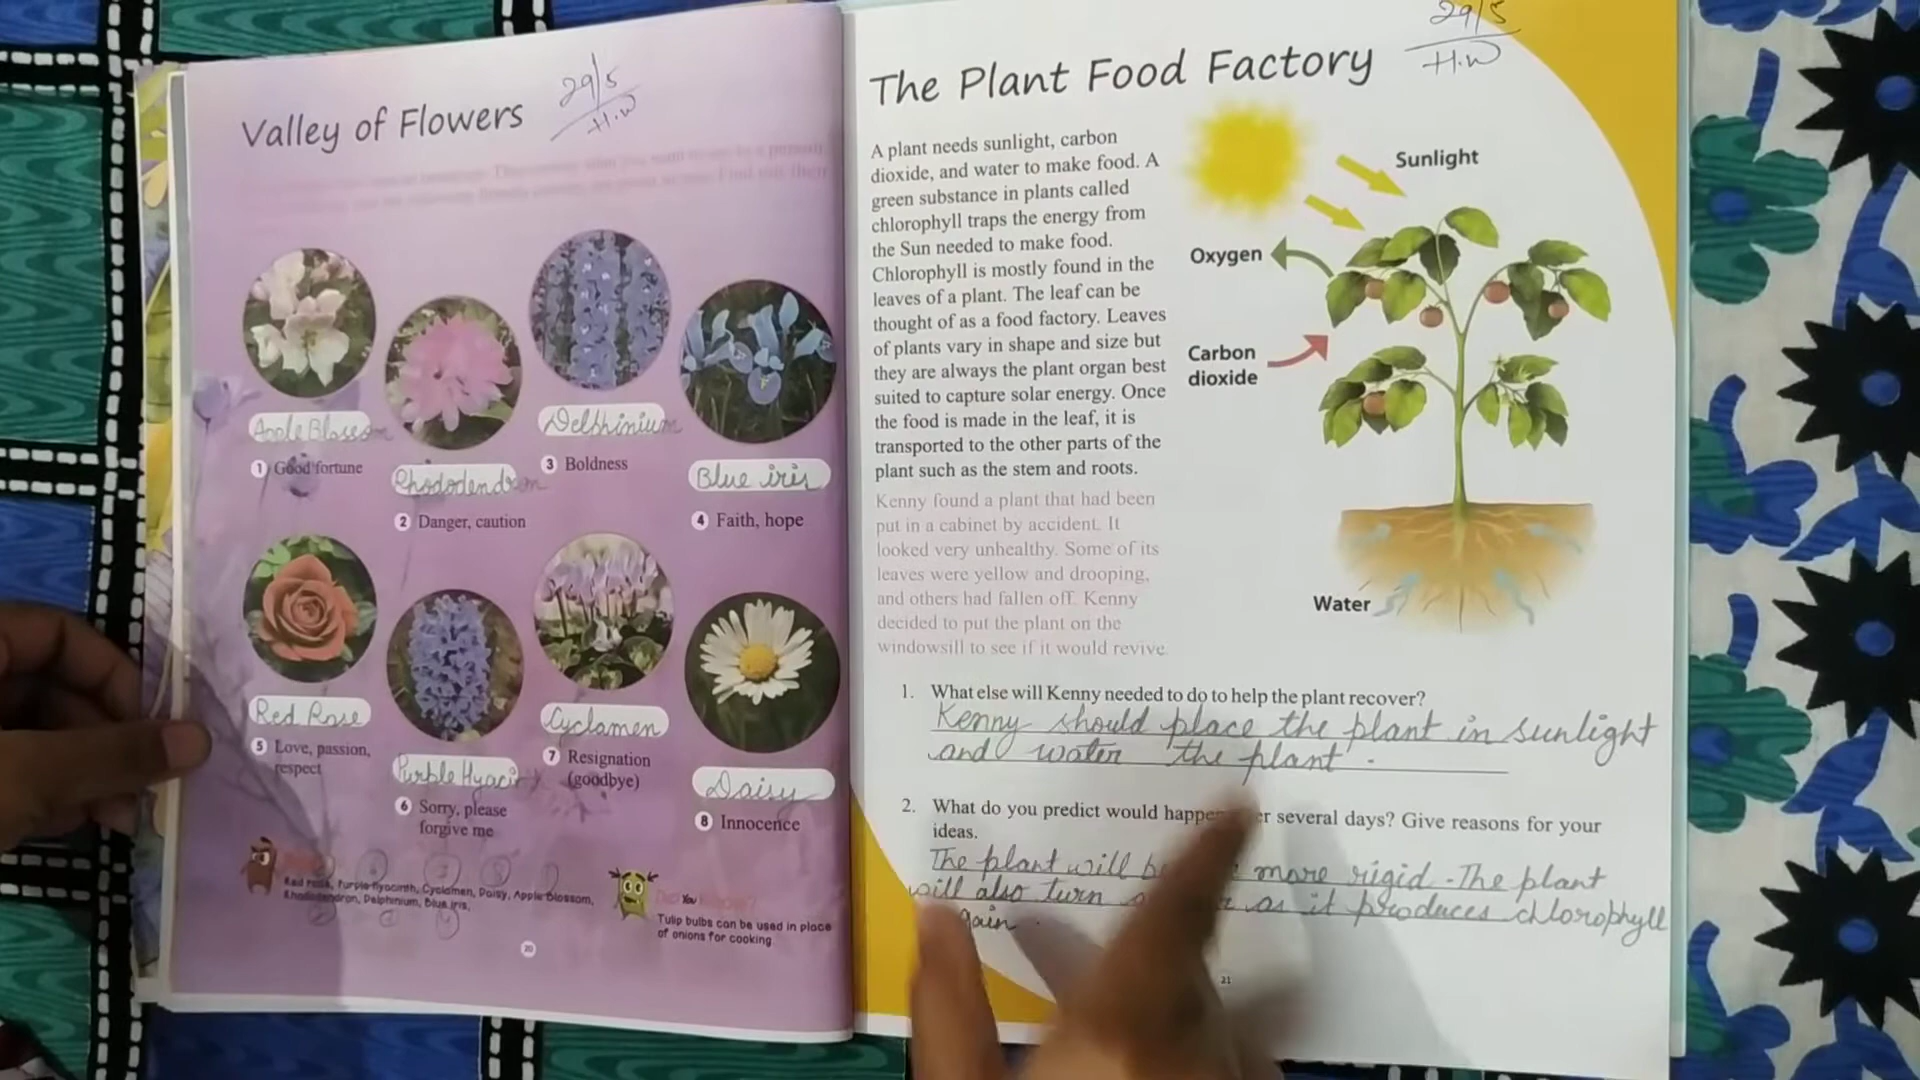 Valley of Flowers
29/5
H.W
Apple Blossom
1 Good fortune
Rhododendron
2 Danger, caution
Delphinium
3 Boldness
Blue iris
4 Faith, hope
Red Rose
5 Love, passion,
respect
Purple Hyacin
6 Sorry, please
forgive me
Cyclamen
7 Resignation
(goodbye)
Daisy
8 Innocence
Red rose, Purple Hyacinth, Cyclamen, Daisy, Apple Blossom,
Rhododendron, Delphinium, Blue Iris,
You
Tulip bulbs can be used in place
of onions for cooking
20
The Plant Food Factory
29/5
H.W
A plant needs sunlight, carbon
dioxide, and water to make food. A
green substance in plants called
chlorophyll traps the energy from
the Sun needed to make food.
Chlorophyll is mostly found in the
leaves of a plant. The leaf can be
thought of as a food factory. Leaves
of plants vary in shape and size but
they are always the plant organ best
suited to capture solar energy. Once
the food is made in the leaf, it is
transported to the other parts of the
plant such as the stem and roots.
Kenny found a plant that had been
put in a cabinet by accident. It
looked very unhealthy. Some of its
leaves were yellow and drooping,
and others had fallen off. Kenny
decided to put the plant on the
windowsill to see if it would revive
Sunlight
Oxygen
Carbon
dioxide
Water
1. What else will Kenny needed to do to help the plant recover?
Kenny should place the plant in sunlight
and water the plant.
2. What do you predict would happen several days? Give reasons for your
ideas.
The plant will more rigid. The plant
will also turn as it produces chlorophyll
gain.
21